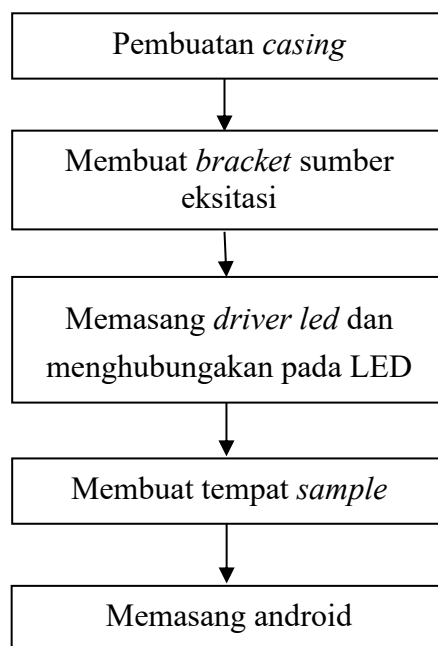 Pembuatan casing
Membuat bracket sumber
eksitasi
Memasang driver led dan
menghubungakan pada LED
Membuat tempat sample
Memasang android